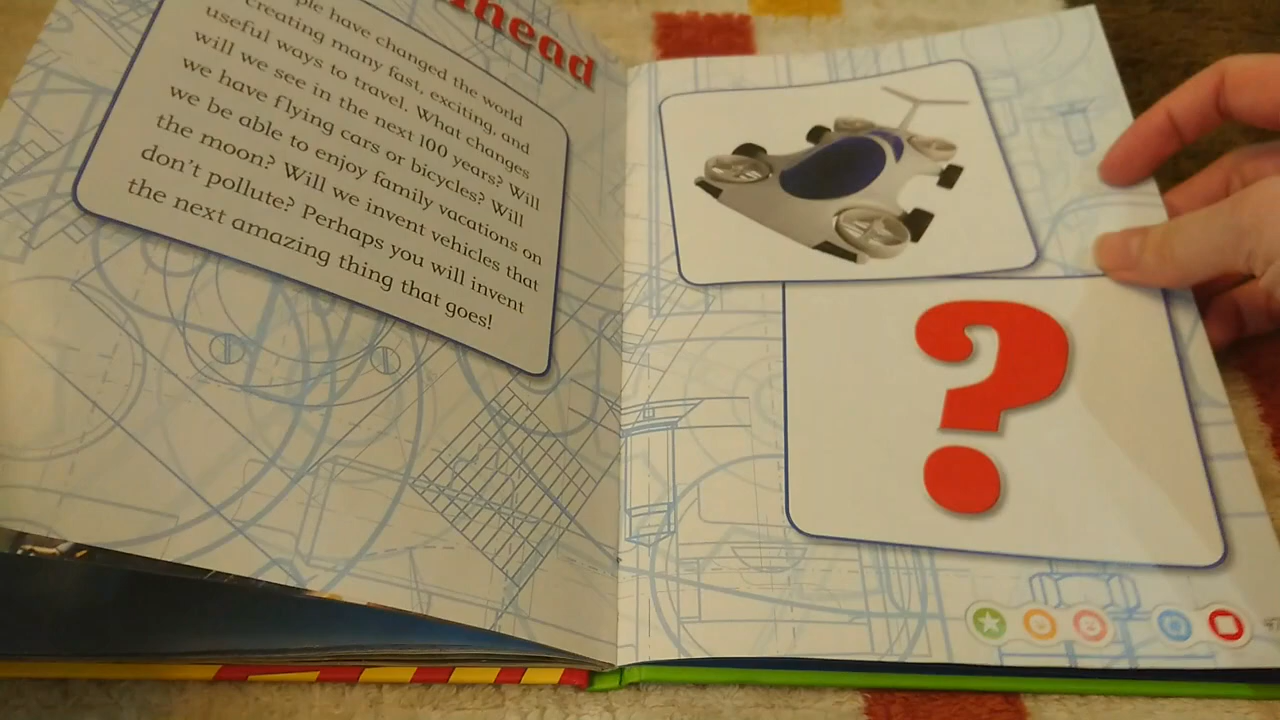 head
ple have changed the world
creating many fast, exciting, and
useful ways to travel. What changes
will we see in the next 100 years? Will
we have flying cars or bicycles? Will
we be able to enjoy family vacations on
the moon? Will we invent vehicles that
don't pollute? Perhaps you will invent
the next amazing thing that goes!
?